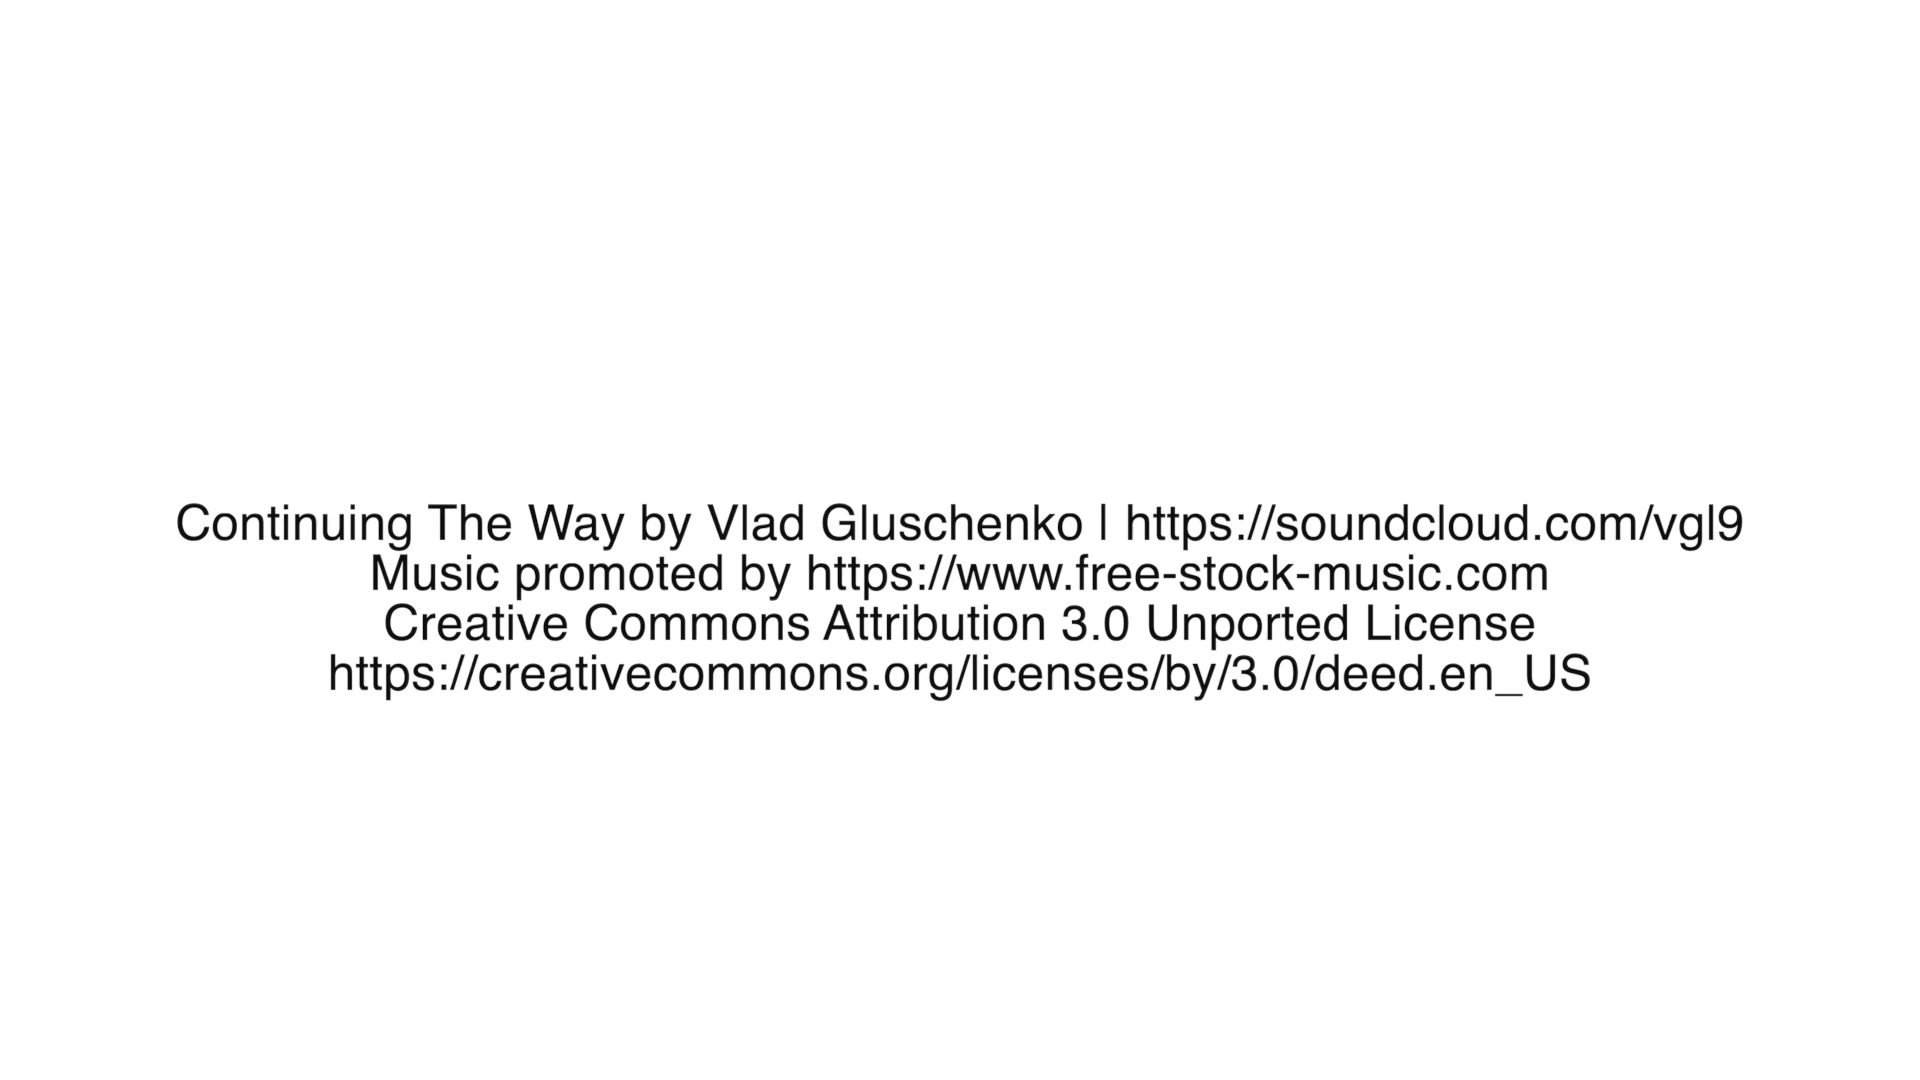 Continuing The Way by Vlad Gluschenko | https://soundcloud.com/vgl9
Music promoted by https://www.free-stock-music.com
Creative Commons Attribution 3.0 Unported License
https://creativecommons.org/licenses/by/3.0/deed.en_US